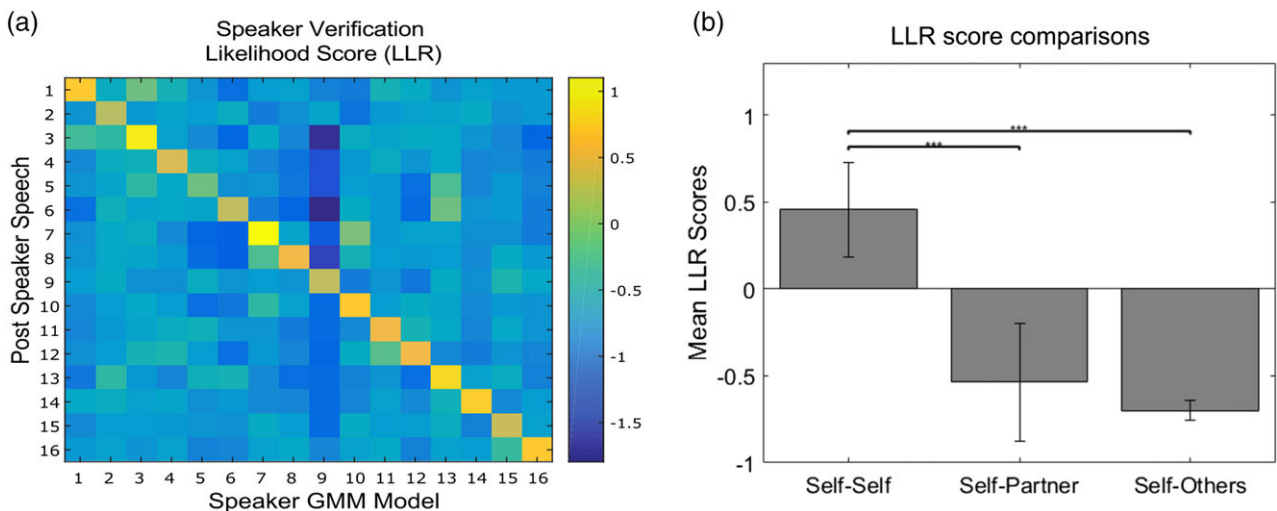 (a)
Speaker Verification
Likelihood Score (LLR)
Post Speaker Speech
1
2
3
4
5
6
7
8
9
10
11
12
13
14
15
16
1 2 3 4 5 6 7 8 9 10 11 12 13 14 15 16
Speaker GMM Model
1
0.5
0
-0.5
-1
-1.5
(b)
LLR score comparisons
Mean LLR Scores
1
0.5
0
-0.5
-1
***
***
Self-Self Self-Partner Self-Others